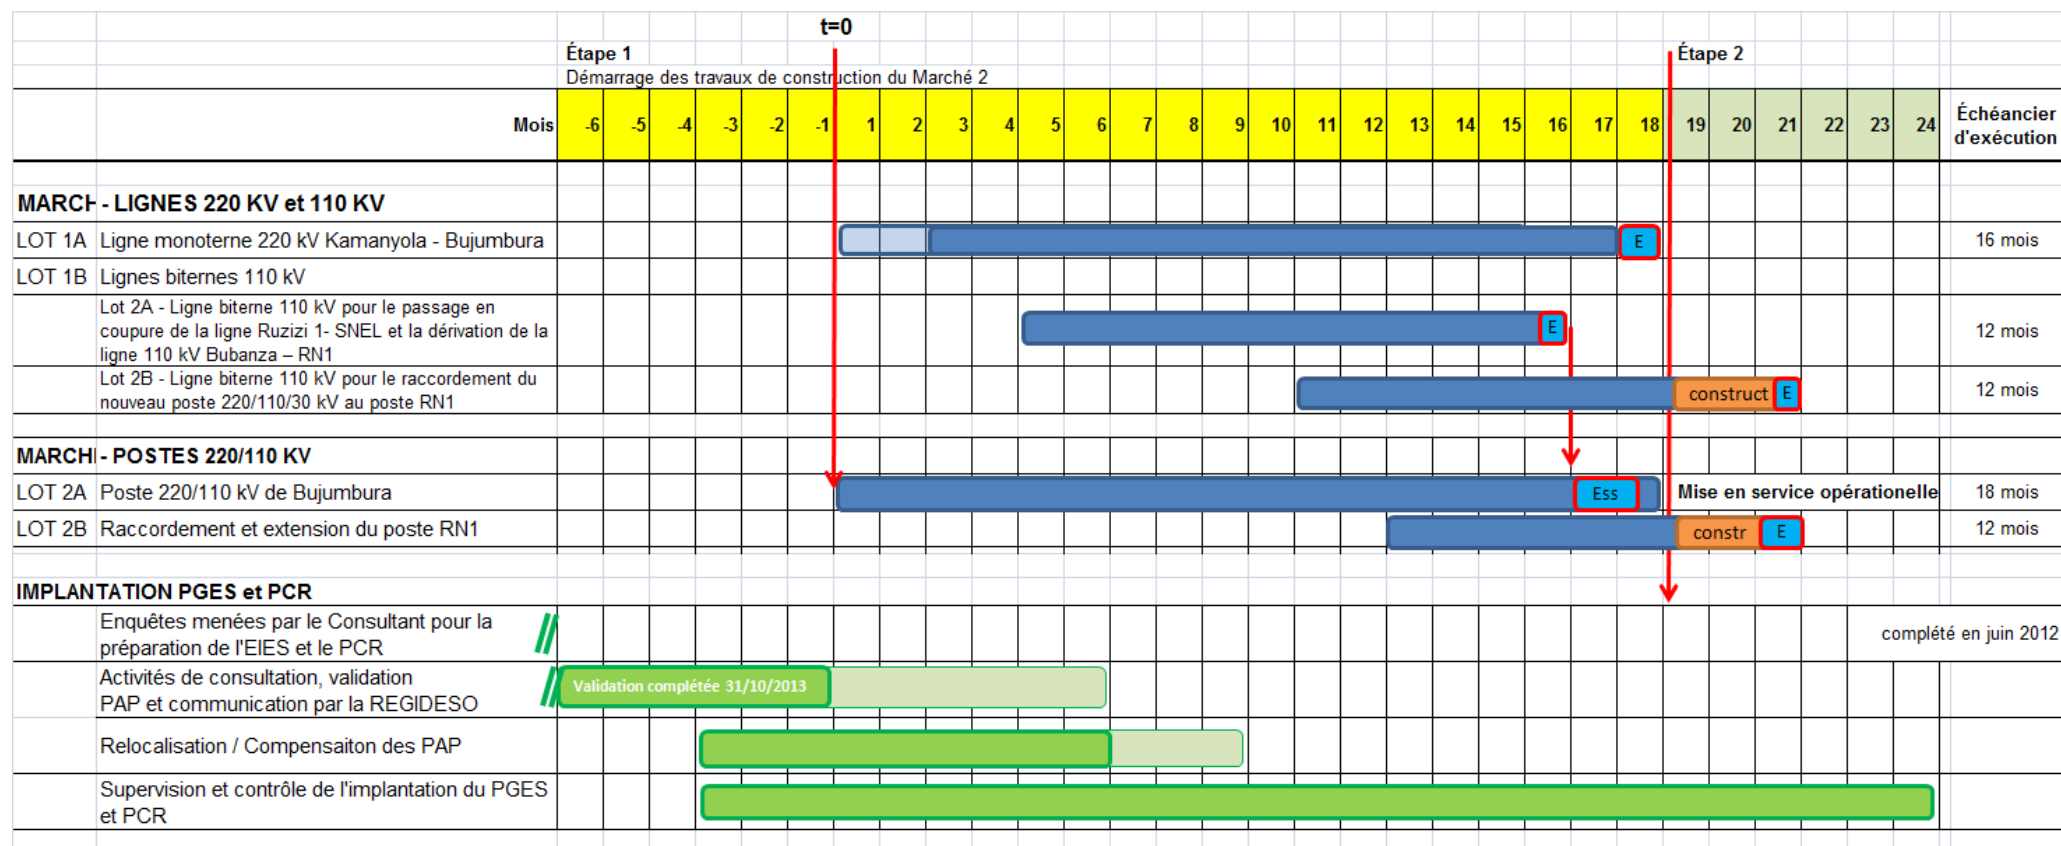 t=0
Étape 1
Étape 2
Démarrage des travaux de construction du Marché 2
Mois -6 -5 -4 -3 -2 -1 1 2 3 4 5 6 7 8 9 10 11 12 13 14 15 16 17 18 19 20 21 22 23 24 Échéancier
d'exécution
MARCH - LIGNES 220 KV et 110 KV
LOT 1A Ligne monoterne 220 kV Kamanyola - Bujumbura E 16 mois
LOT 1B Lignes biternes 110 kV
Lot 2A - Ligne biterne 110 kV pour le passage en
coupure de la ligne Ruzizi 1- SNEL et la dérivation de la
ligne 110 kV Bubanza – RN1
E 12 mois
Lot 2B - Ligne biterne 110 kV pour le raccordement du
nouveau poste 220/110/30 kV au poste RN1
construct E 12 mois
MARCHI - POSTES 220/110 KV
LOT 2A Poste 220/110 kV de Bujumbura Ess Mise en service opérationelle 18 mois
LOT 2B Raccordement et extension du poste RN1 constr E 12 mois
IMPLANTATION PGES et PCR
Enquêtes menées par le Consultant pour la
préparation de l'EIES et le PCR
complété en juin 2012
Activités de consultation, validation
PAP et communication par la REGIDESO
Validation complétée 31/10/2013
Relocalisation / Compensaiton des PAP
Supervision et contrôle de l'implantation du PGES
et PCR